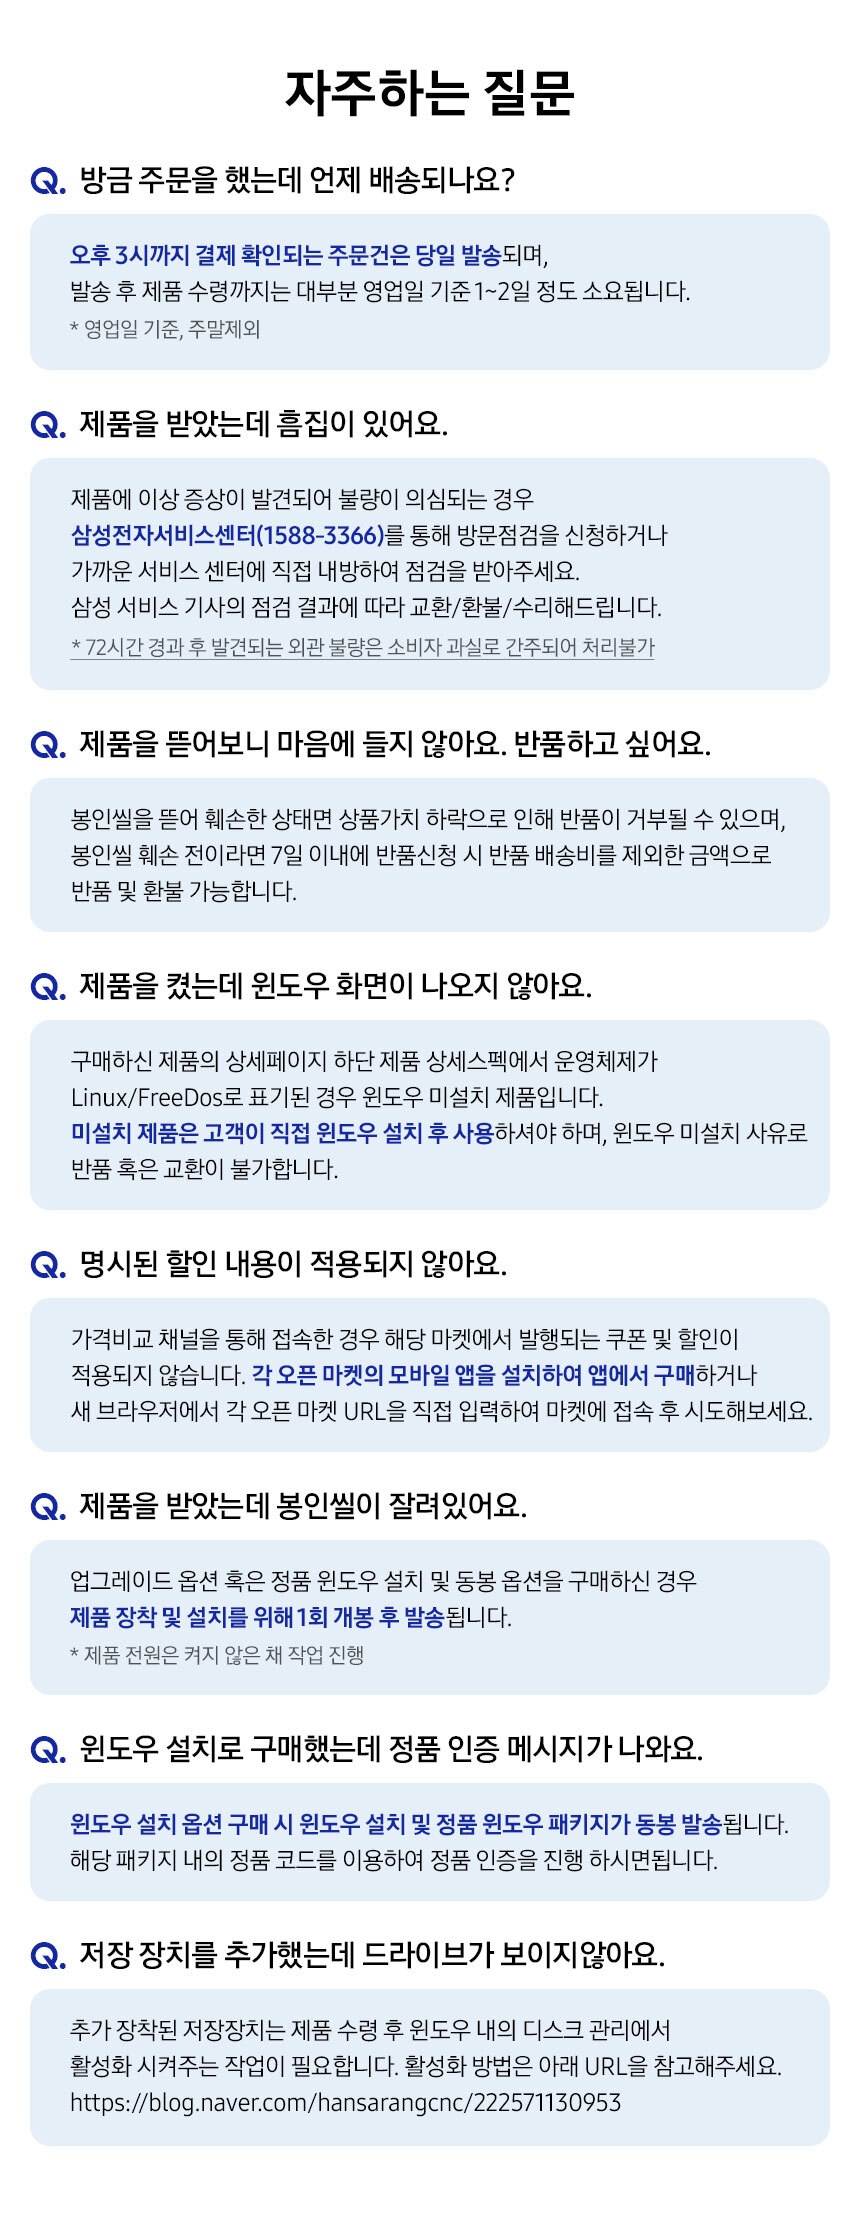 자주하는 질문
Q. 방금 주문을 했는데 언제 배송되나요?
오후 3시까지 결제 확인되는 주문건은 당일 발송되며,
발송 후 제품 수령까지는 대부분 영업일 기준 1~2일 정도 소요됩니다.
* 영업일 기준, 주말제외
Q. 제품을 받았는데 흠집이 있어요.
제품에 이상 증상이 발견되어 불량이 의심되는 경우
삼성전자서비스센터(1588-3366)를 통해 방문점검을 신청하거나
가까운 서비스 센터에 직접 내방하여 점검을 받아주세요.
삼성 서비스 기사의 점검 결과에 따라 교환/환불/수리해드립니다.
* 72시간 경과 후 발견되는 외관 불량은 소비자 과실로 간주되어 처리불가
Q. 제품을 뜯어보니 마음에 들지 않아요. 반품하고 싶어요.
봉인씰을 뜯어 훼손한 상태면 상품가치 하락으로 인해 반품이 거부될 수 있으며,
봉인씰 훼손 전이라면 7일 이내에 반품신청 시 반품 배송비를 제외한 금액으로
반품 및 환불 가능합니다.
Q. 제품을 켰는데 윈도우 화면이 나오지 않아요.
구매하신 제품의 상세페이지 하단 제품 상세스펙에서 운영체제가
Linux/FreeDos로 표기된 경우 윈도우 미설치 제품입니다.
미설치 제품은 고객이 직접 윈도우 설치 후 사용하셔야 하며, 윈도우 미설치 사유로
반품 혹은 교환이 불가합니다.
Q. 명시된 할인 내용이 적용되지 않아요.
가격비교 채널을 통해 접속한 경우 해당 마켓에서 발행되는 쿠폰 및 할인이
적용되지 않습니다. 각 오픈 마켓의 모바일 앱을 설치하여 앱에서 구매하거나
새 브라우저에서 각 오픈 마켓 URL을 직접 입력하여 마켓에 접속 후 시도해보세요.
Q. 제품을 받았는데 봉인씰이 잘려있어요.
업그레이드 옵션 혹은 정품 윈도우 설치 및 동봉 옵션을 구매하신 경우
제품 장착 및 설치를 위해 1회 개봉 후 발송됩니다.
* 제품 전원은 켜지 않은 채 작업 진행
Q. 윈도우 설치로 구매했는데 정품 인증 메시지가 나와요.
윈도우 설치 옵션 구매 시 윈도우 설치 및 정품 윈도우 패키지가 동봉 발송됩니다.
해당 패키지 내의 정품 코드를 이용하여 정품 인증을 진행 하시면됩니다.
Q. 저장 장치를 추가했는데 드라이브가 보이지않아요.
추가 장착된 저장장치는 제품 수령 후 윈도우 내의 디스크 관리에서
활성화 시켜주는 작업이 필요합니다. 활성화 방법은 아래 URL을 참고해주세요.
https://blog.naver.com/hansarangcnc/222571130953